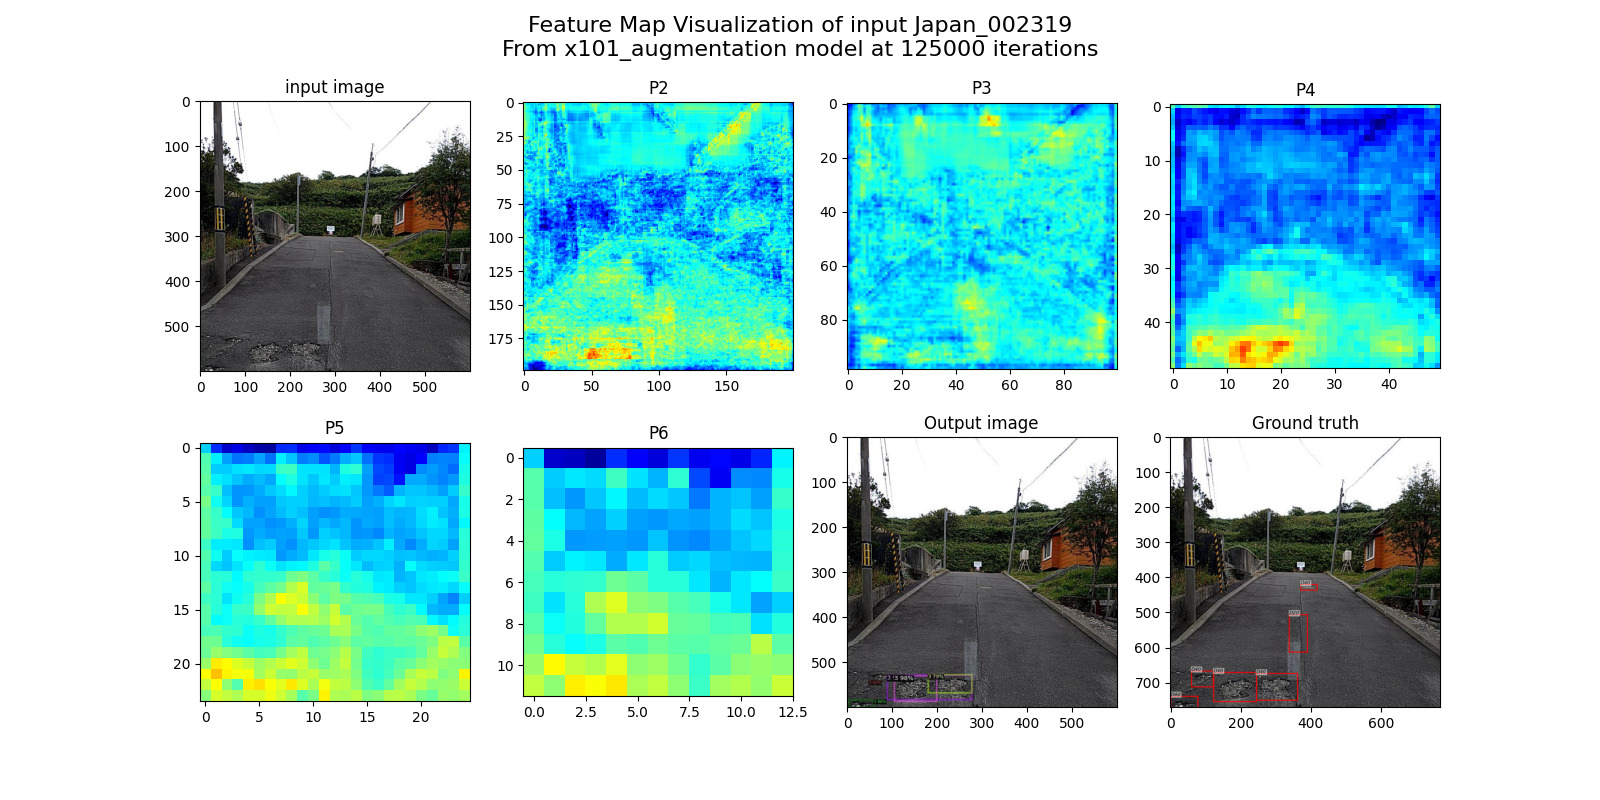 Feature Map Visualization of input Japan_002319
From x101_augmentation model at 125000 iterations
input image
0
100
200
300
400
500
0 100 200 300 400 500
P2
0
25
50
75
100
125
150
175
0 50 100 150
P3
0
20
40
60
80
0 20 40 60 80
P4
0
10
20
30
40
0 10 20 30 40
P5
0
5
10
15
20
0 5 10 15 20
P6
0
2
4
6
8
10
0.0 2.5 5.0 7.5 10.0 12.5
Output image
0
100
200
300
400
500
0 100 200 300 400 500
Ground truth
0
100
200
300
400
500
600
700
0 200 400 600